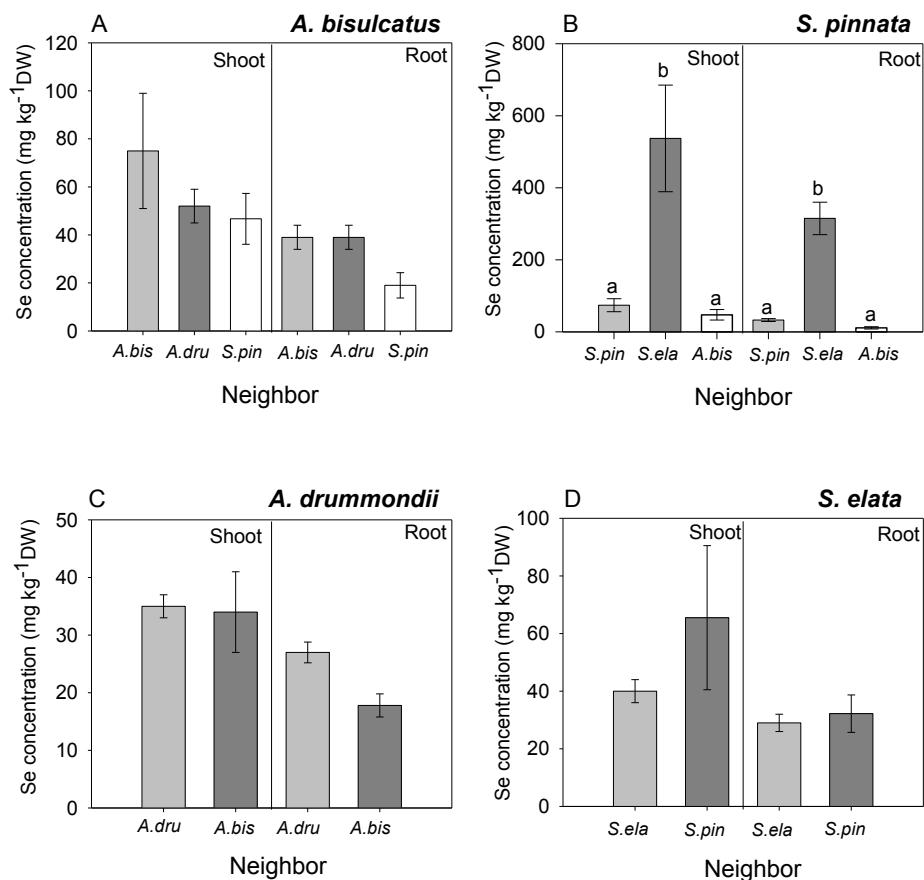 A
A. bisulcatus
Se concentration (mg kg⁻¹DW)
120
100
80
60
40
20
0
Shoot
Root
A.bis
A.dru
S.pin
A.bis
A.dru
S.pin
Neighbor
B
S. pinnata
Se concentration (mg kg⁻¹DW)
800
600
400
200
0
Shoot
Root
a
b
a
a
b
a
S.pin
S.ela
A.bis
S.pin
S.ela
A.bis
Neighbor
C
A. drummondii
Se concentration (mg kg⁻¹DW)
50
40
30
20
10
0
Shoot
Root
A.dru
A.bis
A.dru
A.bis
Neighbor
D
S. elata
Se concentration (mg kg⁻¹DW)
100
80
60
40
20
0
Shoot
Root
S.ela
S.pin
S.ela
S.pin
Neighbor